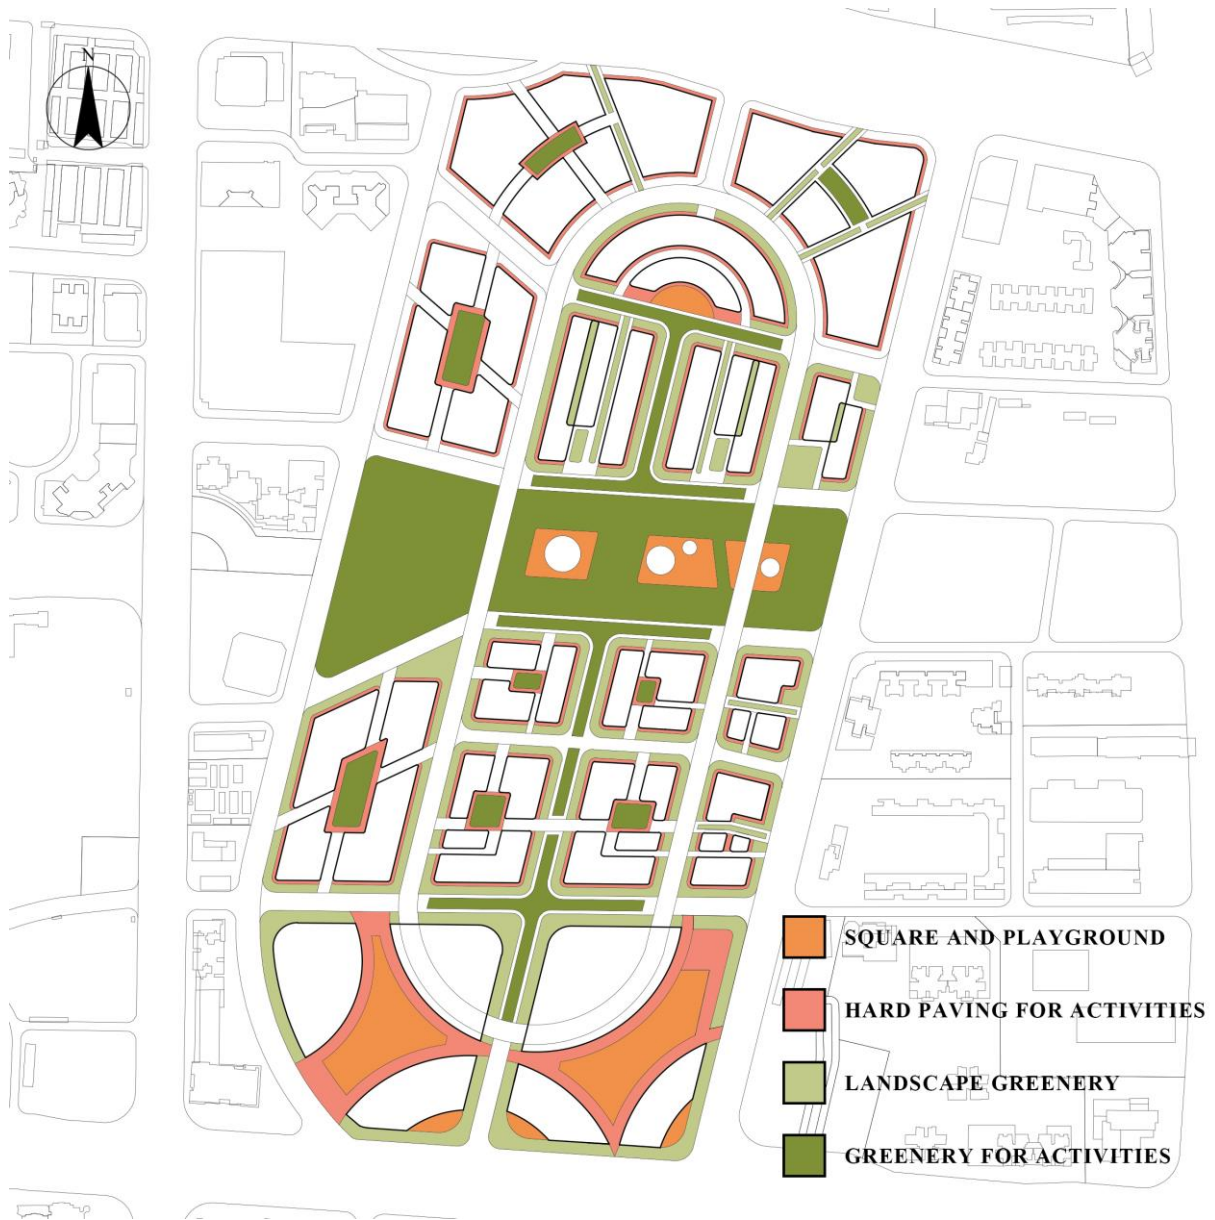 N
SQUARE AND PLAYGROUND
HARD PAVING FOR ACTIVITIES
LANDSCAPE GREENERY
GREENERY FOR ACTIVITIES